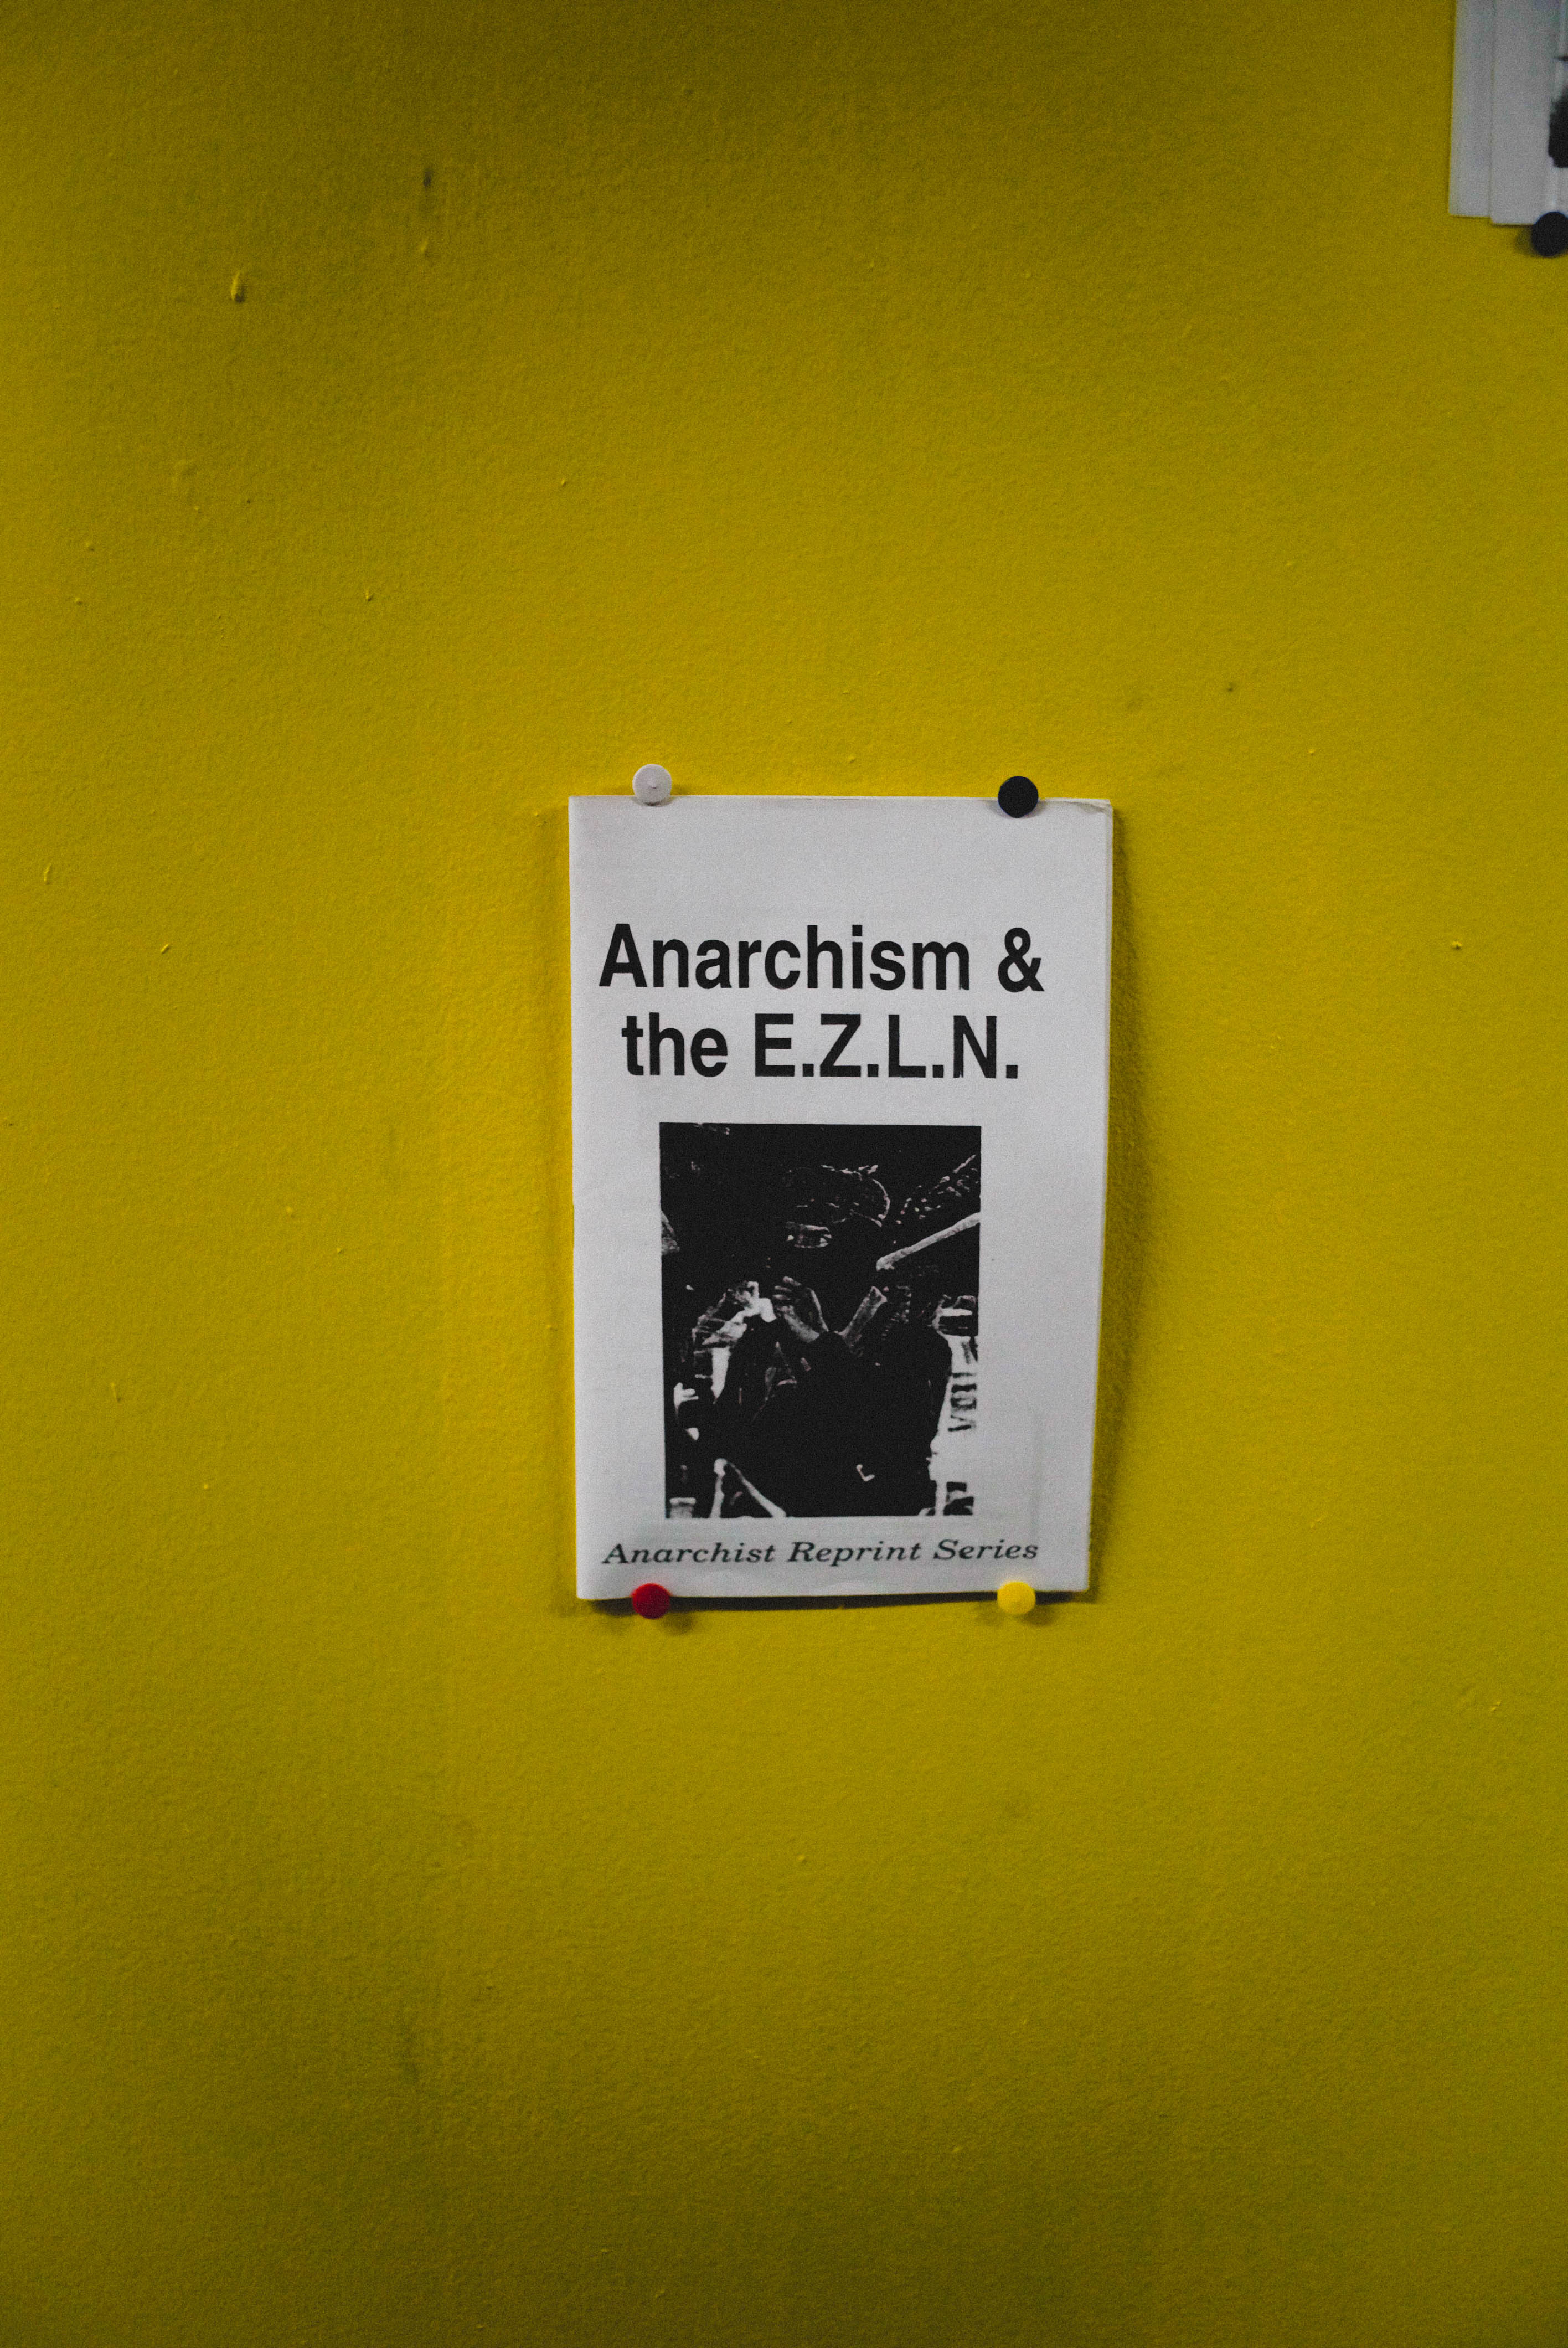 Anarchism &
the E.Z.L.N.
Anarchist Reprint Series